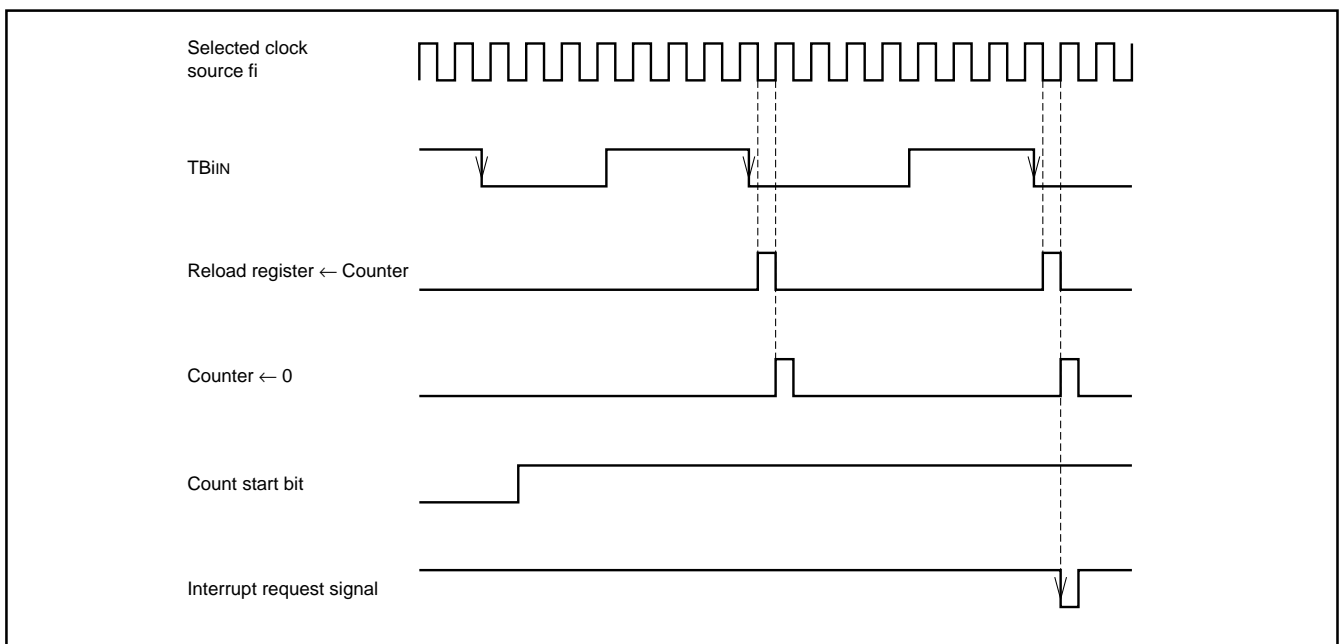 Selected clock
source fi
TBiIN
Reload register ← Counter
Counter ← 0
Count start bit
Interrupt request signal